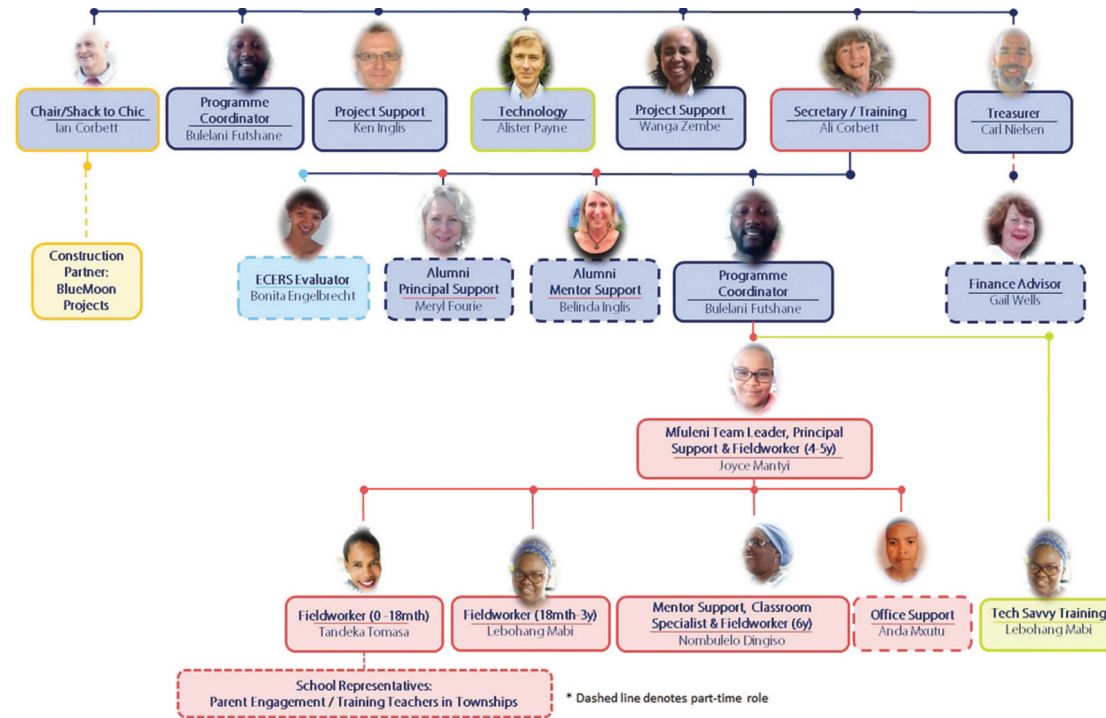 Chair/Shack to Chic
Ian Corbett
Programme
Coordinator
Bulelani Futshane
Project Support
Ken Inglis
Technology
Alister Payne
Project Support
Wanga Zembe
Secretary / Training
Ali Corbett
Treasurer
Carl Nielsen
Construction
Partner:
BlueMoon
Projects
ECERS Evaluator
Bonita Engelbrecht
Alumni
Principal Support
Meryl Fourie
Alumni
Mentor Support
Belinda Inglis
Programme
Coordinator
Bulelani Futshane
Finance Advisor
Gail Wells
Mfuleni Team Leader, Principal
Support & Fieldworker (4-5y)
Joyce Mantyi
Fieldworker (0 -18mth)
Tandeka Tomasa
Fieldworker (18mth-3y)
Lebohang Mabi
Mentor Support, Classroom
Specialist & Fieldworker (6y)
Nombulelo Dingiso
Office Support
Anda Mxutu
Tech Savvy Training
Lebohang Mabi
School Representatives:
Parent Engagement / Training Teachers in Townships
* Dashed line denotes part-time role